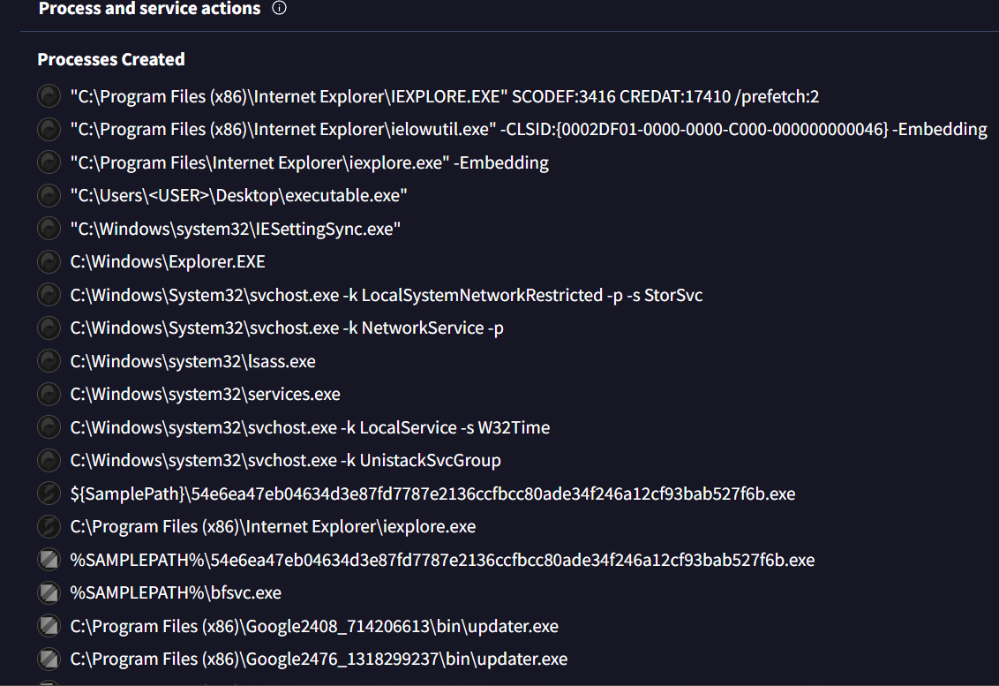 Process and service actions
Processes Created
"C:\Program Files (x86)\Internet Explorer\IEXPLORE.EXE" SCODEF:3416 CREDAT:17410 /prefetch:2
"C:\Program Files (x86)\Internet Explorer\ielowutil.exe" -CLSID:{0002DF01-0000-0000-C000-000000000046} -Embedding
"C:\Program Files\Internet Explorer\iexplore.exe" -Embedding
"C:\Users\<USER>\Desktop\executable.exe"
"C:\Windows\system32\IESettingSync.exe"
C:\Windows\Explorer.EXE
C:\Windows\System32\svchost.exe -k LocalSystemNetworkRestricted -p -s StorSvc
C:\Windows\System32\svchost.exe -k NetworkService -p
C:\Windows\system32\lsass.exe
C:\Windows\system32\services.exe
C:\Windows\system32\svchost.exe -k LocalService -s W32Time
C:\Windows\system32\svchost.exe -k UnistackSvcGroup
${SamplePath}\54e6ea47eb04634d3e87fd7787e2136ccfbcc80ade34f246a12cf93bab527f6b.exe
C:\Program Files (x86)\Internet Explorer\iexplore.exe
%SAMPLEPATH%\54e6ea47eb04634d3e87fd7787e2136ccfbcc80ade34f246a12cf93bab527f6b.exe
%SAMPLEPATH%\bfsvc.exe
C:\Program Files (x86)\Google2408_714206613\bin\updater.exe
C:\Program Files (x86)\Google2476_1318299237\bin\updater.exe